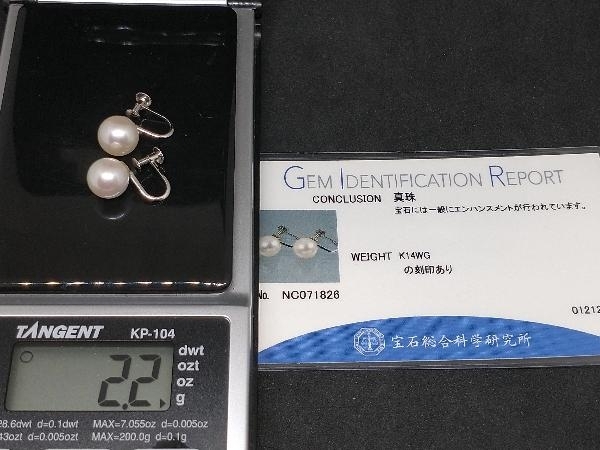 GEM IDENTIFICATION REPORT
CONCLUSION 真珠
宝石には一般にエンハンスメントが行われています。
WEIGHT K14WG
の刻印あり
No. NC071826
01212
宝石総合科学研究所
TANGENT KP-104
dwt
ozt
oz
g
2.2
28.6dwt d=0.1dwt MAX=7.055oz d=0.005oz
43ozt d=0.005ozt MAX=200.0g d=0.1g